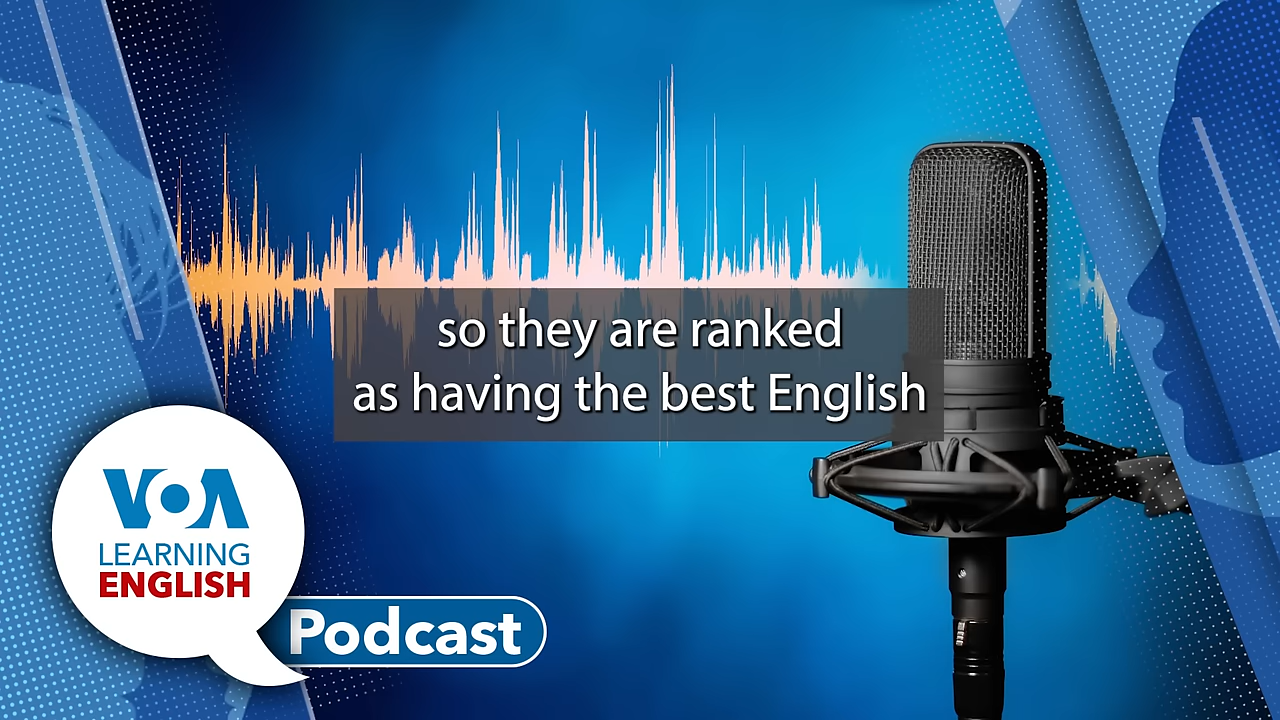 so they are ranked
as having the best English
VOA
LEARNING
ENGLISH
Podcast